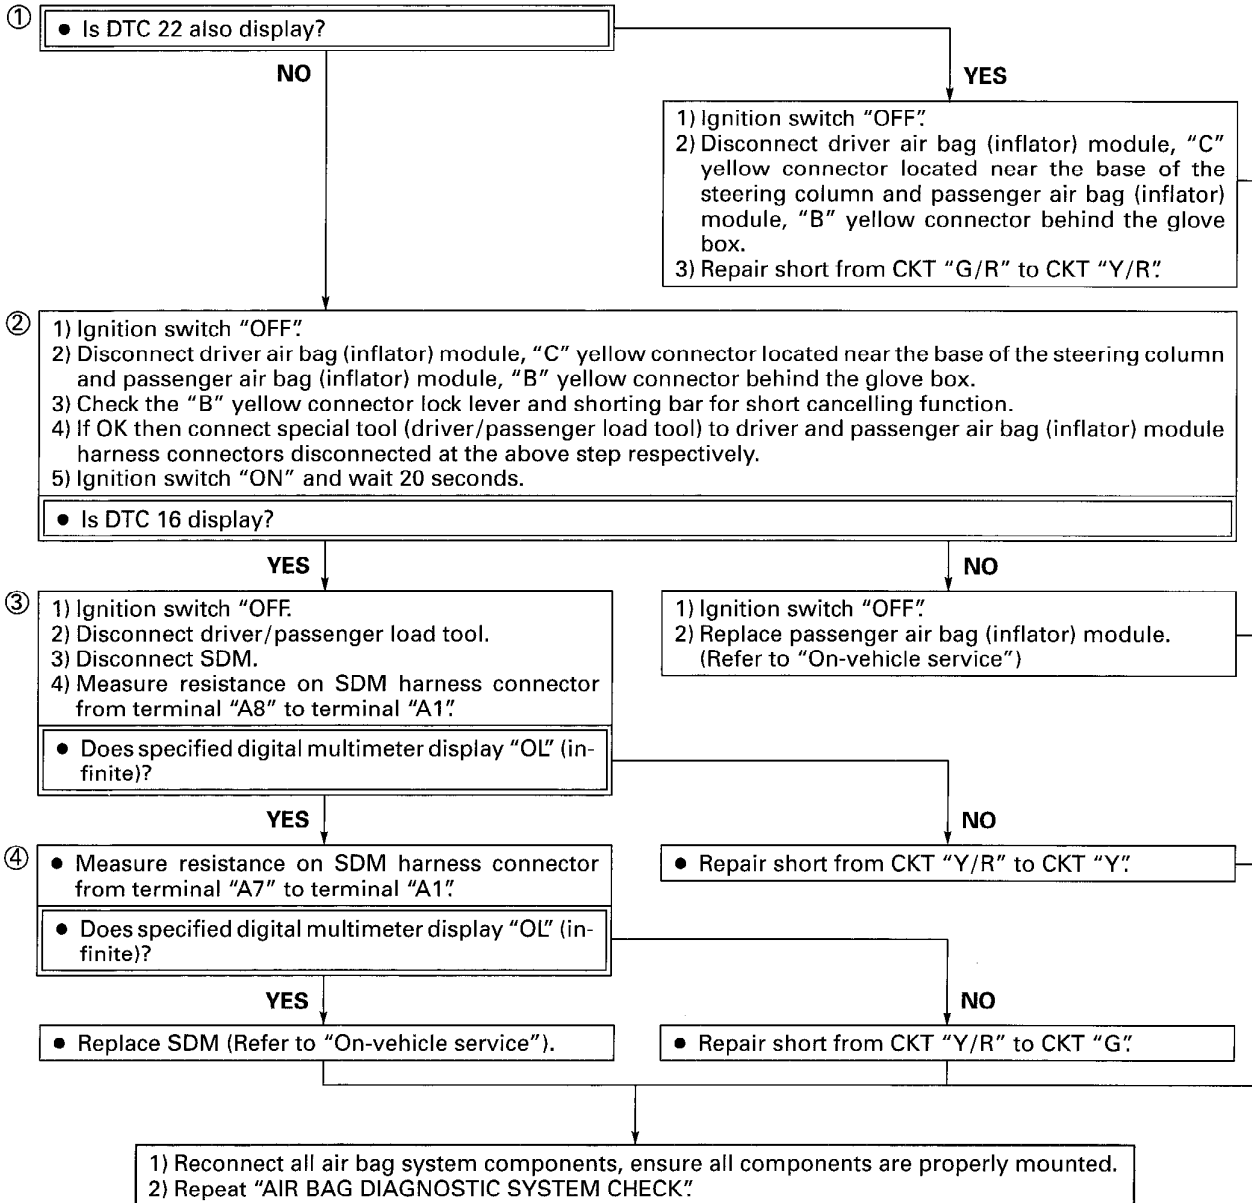 ① • Is DTC 22 also display?
NO
YES
1) Ignition switch “OFF”.
2) Disconnect driver air bag (inflator) module, “C”
yellow connector located near the base of the
steering column and passenger air bag (inflator)
module, “B” yellow connector behind the glove
box.
3) Repair short from CKT “G/R” to CKT “Y/R”.
② 1) Ignition switch “OFF”.
2) Disconnect driver air bag (inflator) module, “C” yellow connector located near the base of the steering column
and passenger air bag (inflator) module, “B” yellow connector behind the glove box.
3) Check the “B” yellow connector lock lever and shorting bar for short cancelling function.
4) If OK then connect special tool (driver/passenger load tool) to driver and passenger air bag (inflator) module
harness connectors disconnected at the above step respectively.
5) Ignition switch “ON” and wait 20 seconds.
• Is DTC 16 display?
YES
NO
③ 1) Ignition switch “OFF.
2) Disconnect driver/passenger load tool.
3) Disconnect SDM.
4) Measure resistance on SDM harness connector
from terminal “A8” to terminal “A1”.
• Does specified digital multimeter display “OL” (in-
finite)?
1) Ignition switch “OFF”.
2) Replace passenger air bag (inflator) module.
(Refer to “On-vehicle service”)
YES
NO
④ • Measure resistance on SDM harness connector
from terminal “A7” to terminal “A1”.
• Does specified digital multimeter display “OL” (in-
finite)?
• Repair short from CKT “Y/R” to CKT “Y”.
YES
NO
• Replace SDM (Refer to “On-vehicle service”).
• Repair short from CKT “Y/R” to CKT “G”.
1) Reconnect all air bag system components, ensure all components are properly mounted.
2) Repeat “AIR BAG DIAGNOSTIC SYSTEM CHECK”.